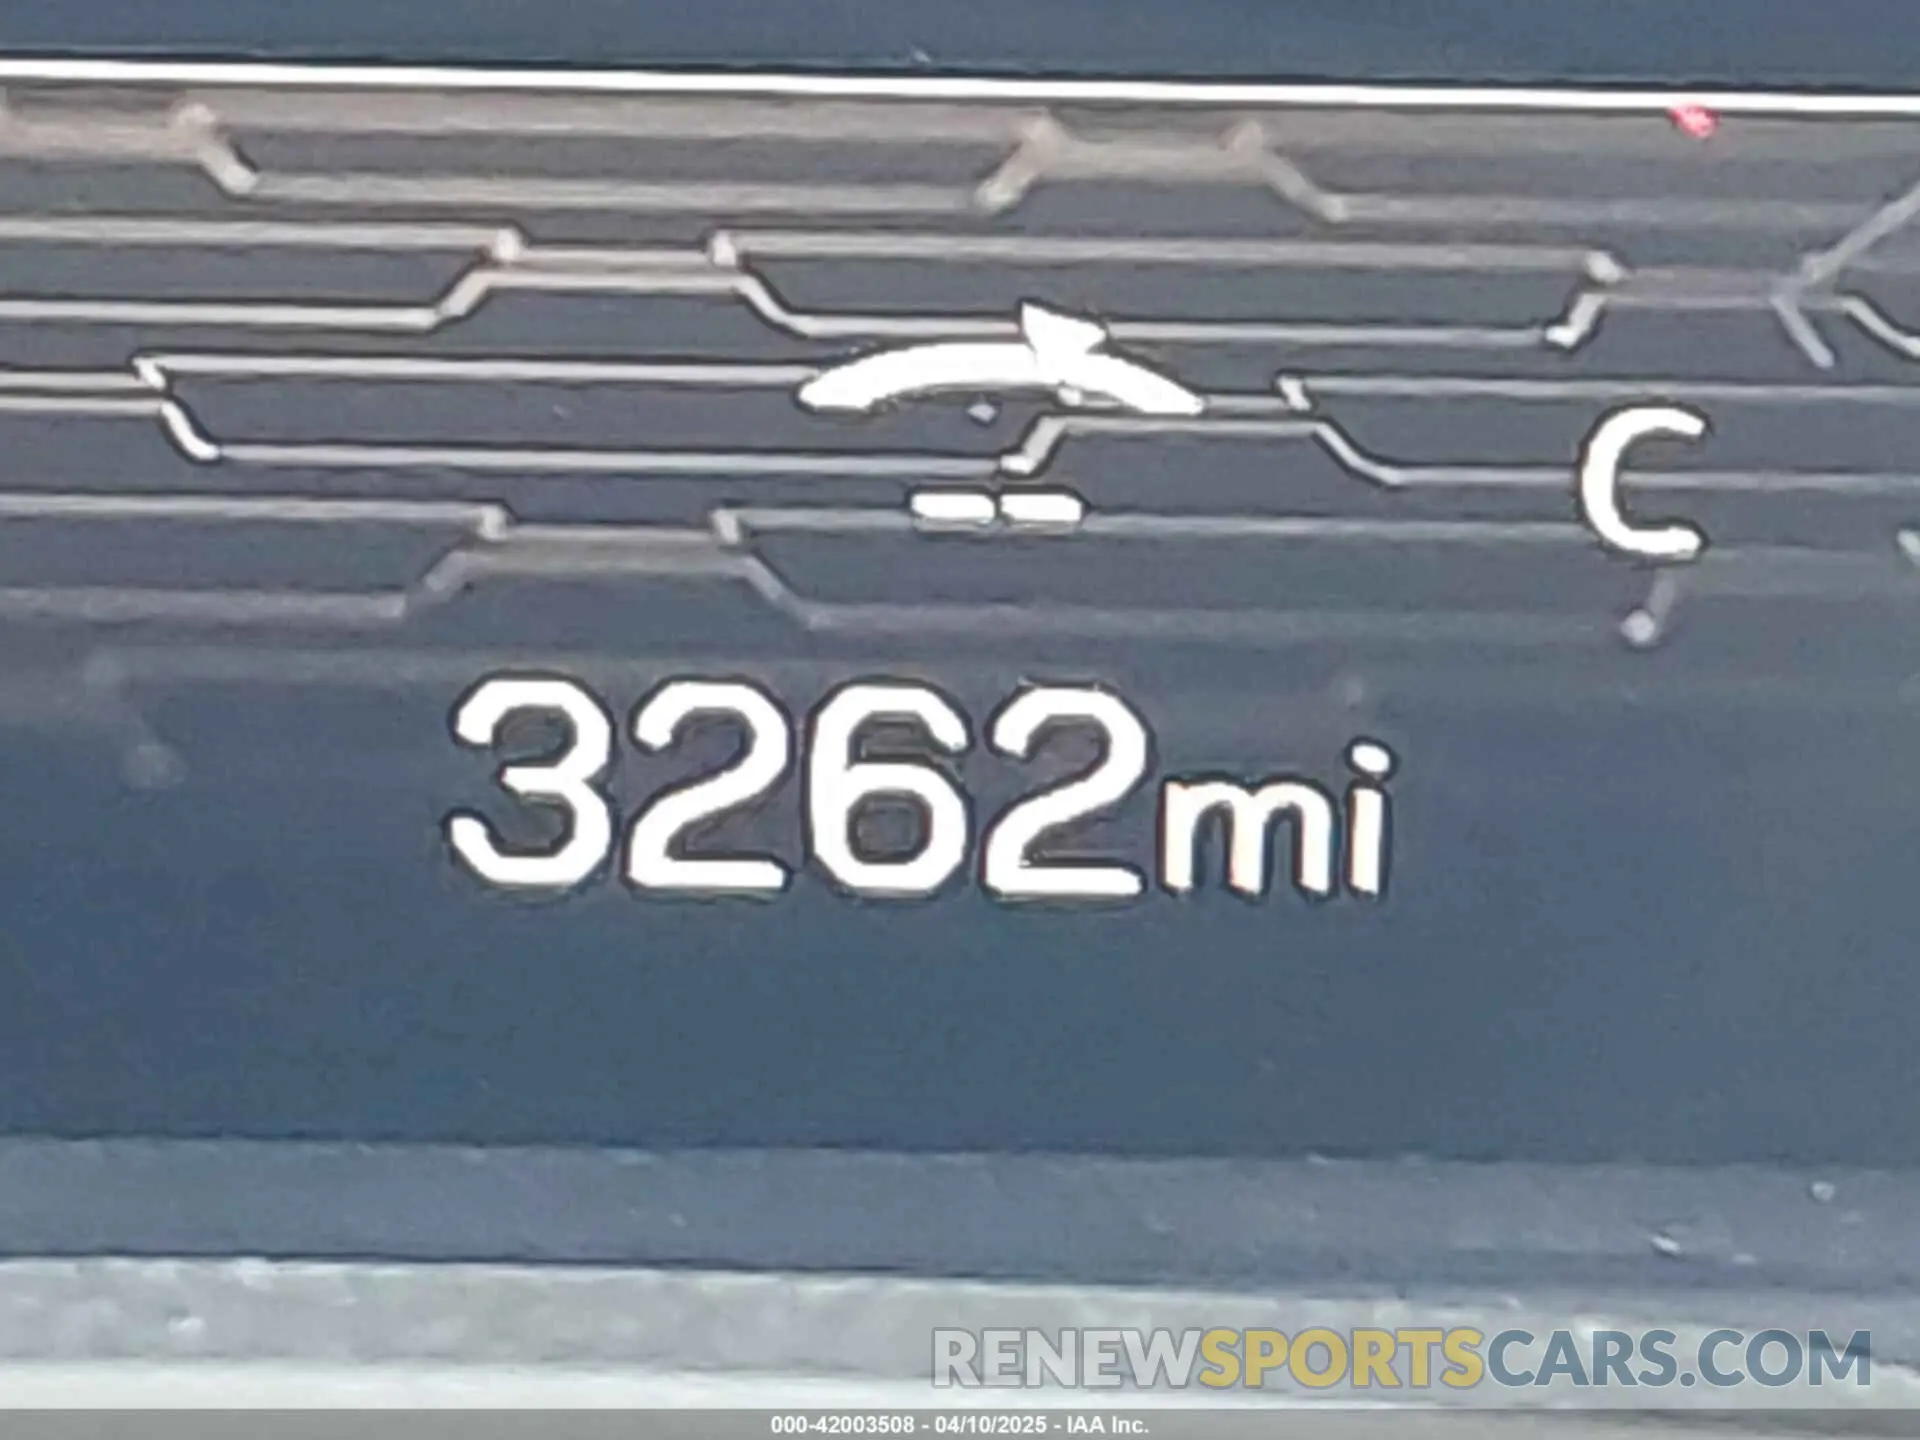 C
3262mi
RENEWSPORTSCARS.COM
000-42003508 - 04/10/2025 - IAA Inc.